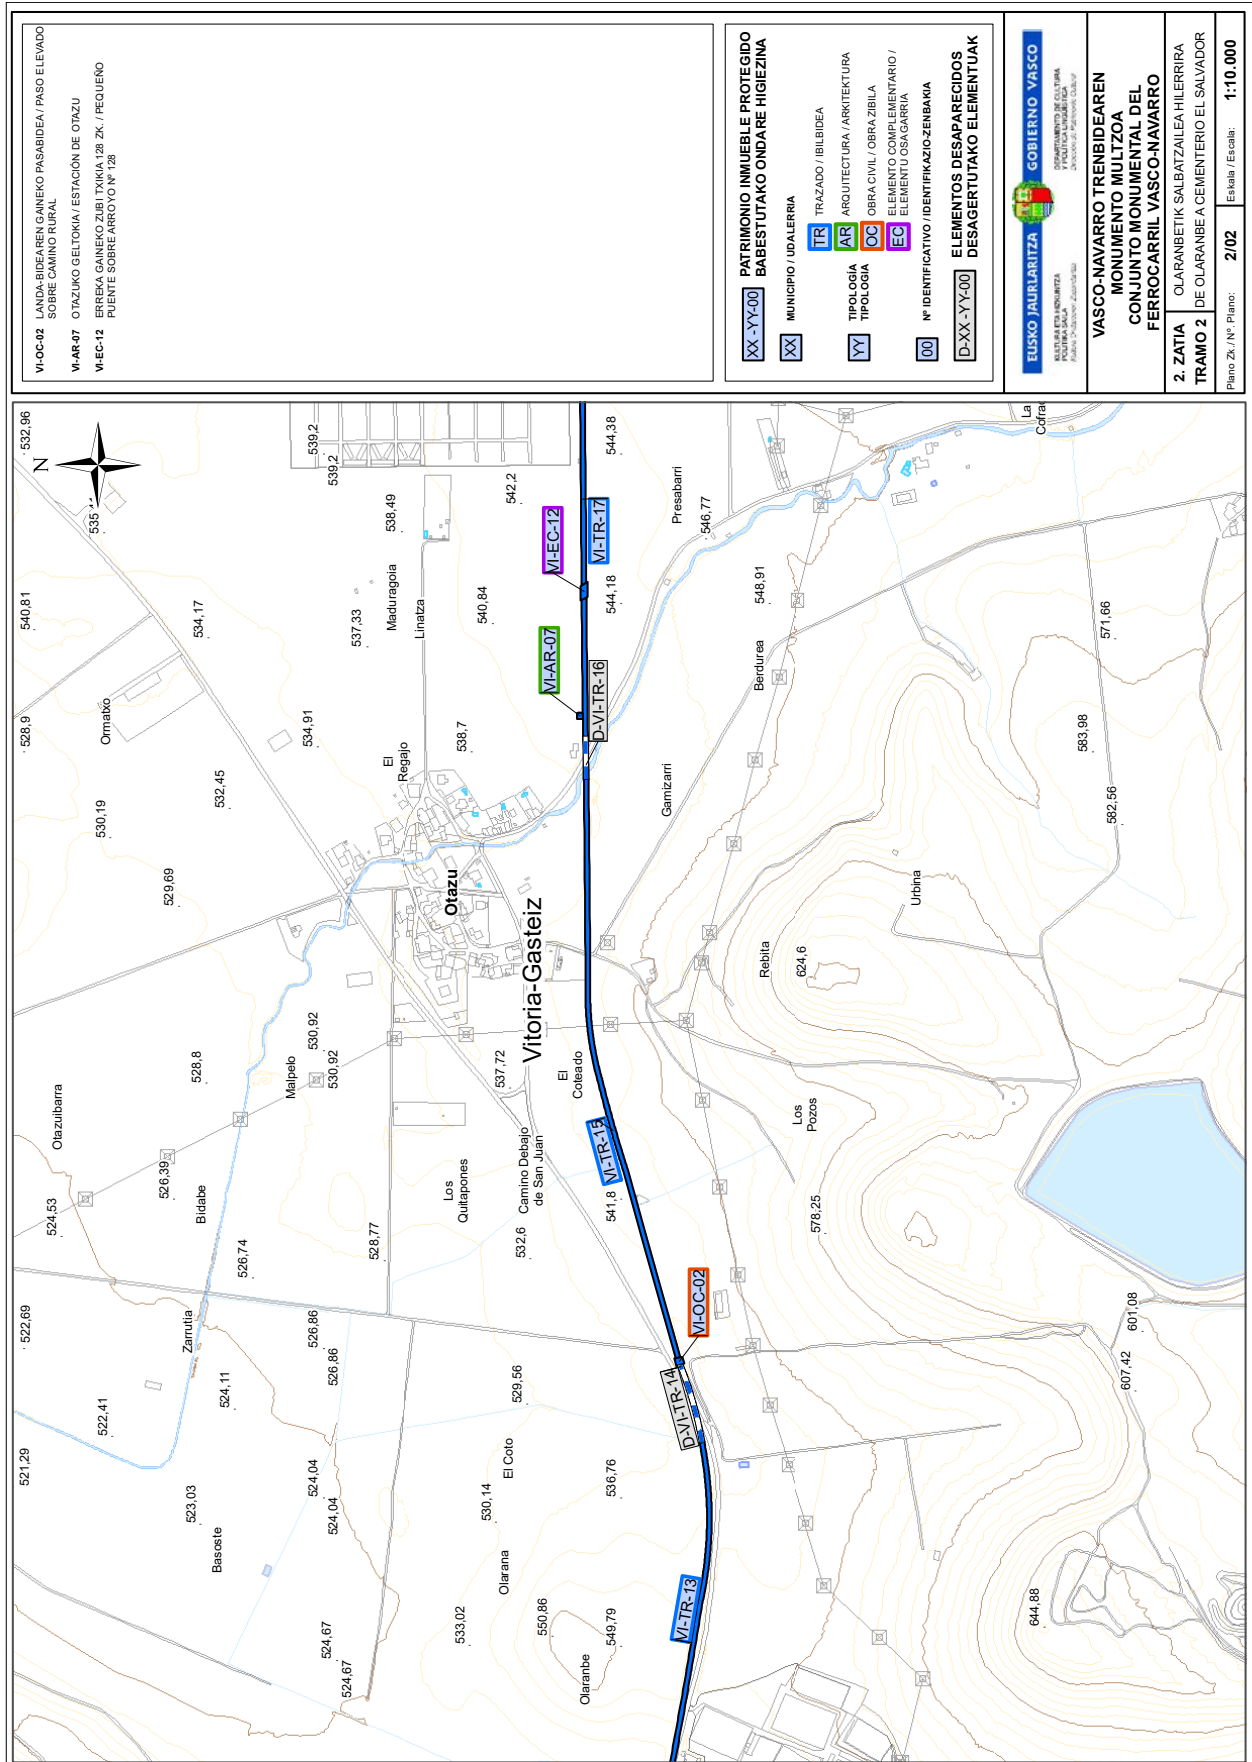 VI-OC-02 LANDA-BIDEAREN GAINEKO PASABIDEA / PASO ELEVADO
SOBRE CAMINO RURAL
VI-AR-07 OTAZUKO GELTOKIA / ESTACIÓN DE OTAZU
VI-EC-12 ERREKA GAINEKO ZUBI TXIKIA 128 ZK. / PEQUEÑO
PUENTE SOBRE ARROYO Nº 128
XX -YY-00 PATRIMONIO INMUEBLE PROTEGIDO
BABESTUTAKO ONDARE HIGIEZINA
XX MUNICIPIO / UDALERRIA
YY TIPOLOGÍA
TIPOLOGIA
TR TRAZADO / IBILBIDEA
AR ARQUITECTURA / ARKITEKTURA
OC OBRA CIVIL / OBRA ZIBILA
EC ELEMENTO COMPLEMENTARIO /
ELEMENTU OSAGARRIA
00 Nº IDENTIFICATIVO / IDENTIFIKAZIO-ZENBAKIA
D-XX -YY-00 ELEMENTOS DESAPARECIDOS
DESAGERTUTAKO ELEMENTUAK
EUSKO JAURLARITZA GOBIERNO VASCO
KULTURA ETA HIZKUNTZA
POLITIKA SAILA
DEPARTAMENTO DE CULTURA
Y POLÍTICA LINGÜÍSTICA
VASCO-NAVARRO TRENBIDEAREN
MONUMENTO MULTZOA
CONJUNTO MONUMENTAL DEL
FERROCARRIL VASCO-NAVARRO
2. ZATIA OLARANBETIK SALBATZAILEA HILERRIRA
TRAMO 2 DE OLARANBE A CEMENTERIO EL SALVADOR
Plano Zk./ Nº. Plano: 2/02 Eskala / Escala: 1:10.000
N
521,29
522,69
540,81
528,9
532,96
522,41
524,53
Otazuibarra
530,19
Ormatxo
535
523,03
Zarrutia
526,39
528,8
529,69
534,17
Basoste
524,11
Bidabe
526,74
532,45
Malpelo
534,91
524,67
524,04
526,86
530,92
539,2
524,67
524,04
526,86
530,92
539,2
537,33
528,77
Maduragoia
538,49
El
Regajo
Linatza
533,02
Los
Quitapones
Otazu
538,7
530,14
540,84
Olarana
El Coto
537,72
542,2
529,56
532,6
Camino Debajo
de San Juan
Vitoria-Gasteiz
550,86
VI-AR-07
VI-EC-12
El
Coteado
Olaranbe
549,79
536,76
541,8
VI-TR-15
D-VI-TR-16
544,18
VI-TR-17
544,38
VI-TR-13
D-VI-TR-14
VI-OC-02
Gamizarri
Presabarri
546,77
Rebita
Berdurea
548,91
624,6
Los
Pozos
578,25
Urbina
La
Cofrad
644,88
583,98
571,66
582,56
607,42
601,08